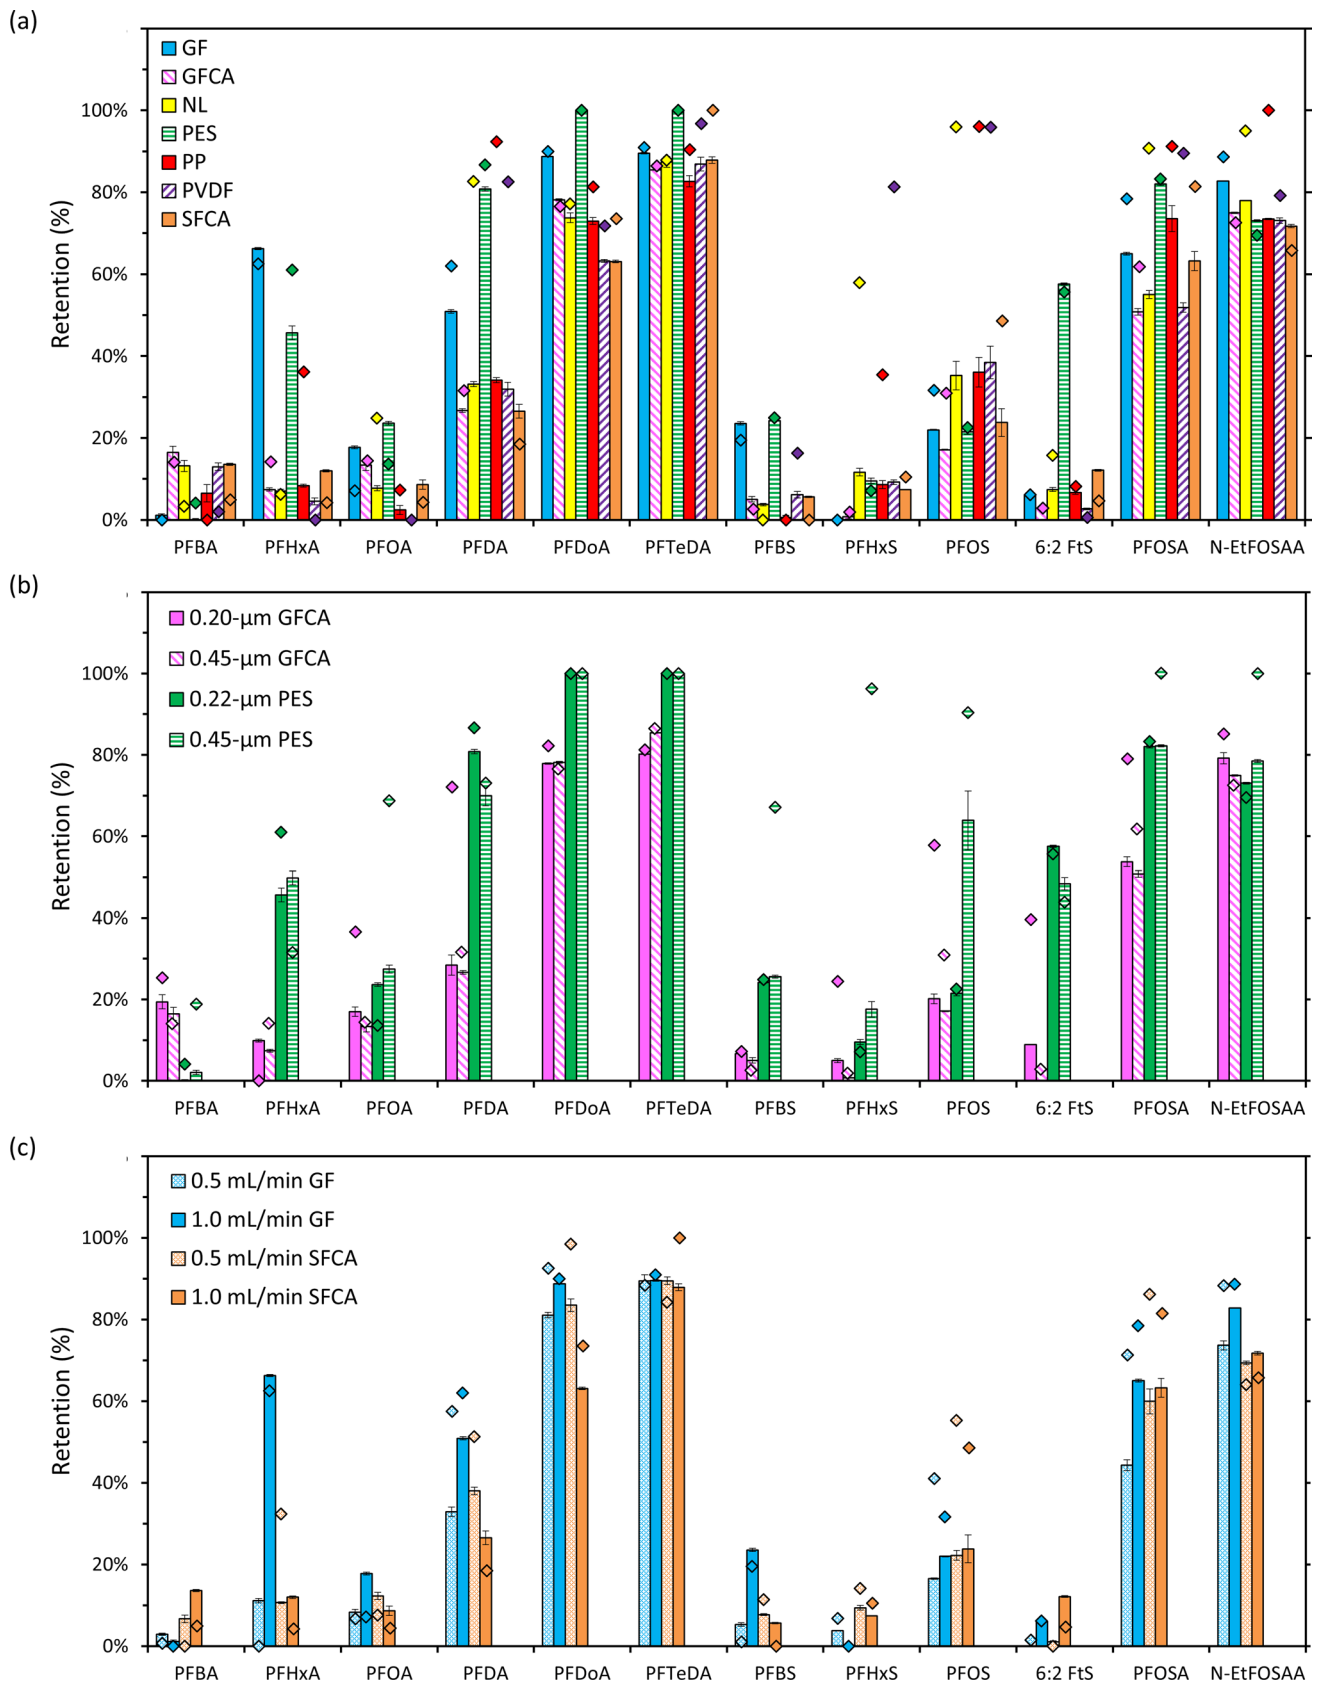 (a)
Retention (%)
100%
80%
60%
40%
20%
0%
GF
GFCA
NL
PES
PP
PVDF
SFCA
PFBA PFHxA PFOA PFDA PFDoA PFTeDA PFBS PFHxS PFOS 6:2 FtS PFOSA N-EtFOSAA
(b)
Retention (%)
100%
80%
60%
40%
20%
0%
0.20-µm GFCA
0.45-µm GFCA
0.22-µm PES
0.45-µm PES
PFBA PFHxA PFOA PFDA PFDoA PFTeDA PFBS PFHxS PFOS 6:2 FtS PFOSA N-EtFOSAA
(c)
Retention (%)
100%
80%
60%
40%
20%
0%
0.5 mL/min GF
1.0 mL/min GF
0.5 mL/min SFCA
1.0 mL/min SFCA
PFBA PFHxA PFOA PFDA PFDoA PFTeDA PFBS PFHxS PFOS 6:2 FtS PFOSA N-EtFOSAA